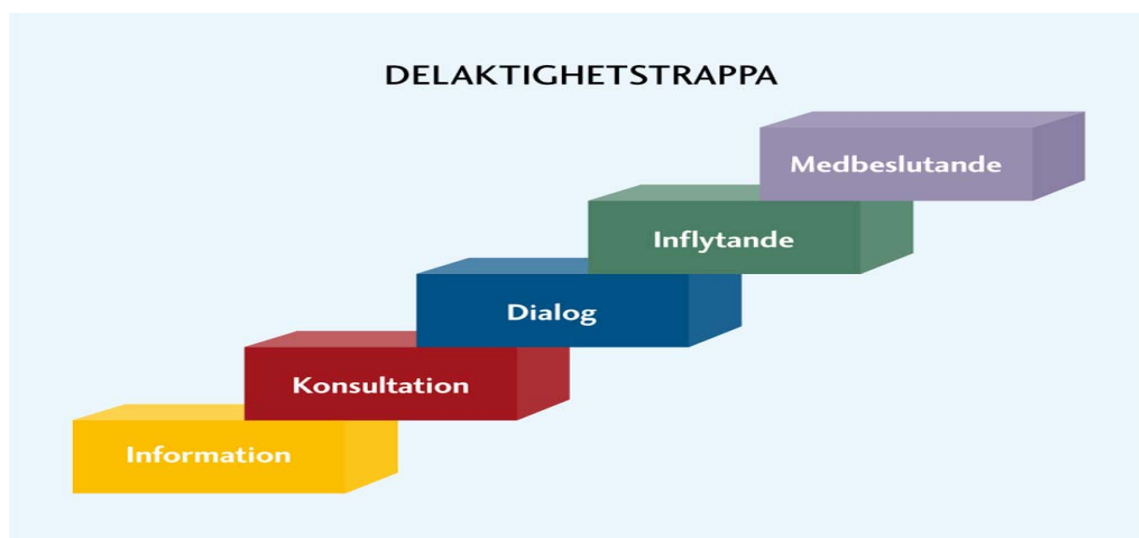 DELAKTIGHETSTRAPPA
Medbeslutande
Inflytande
Dialog
Konsultation
Information